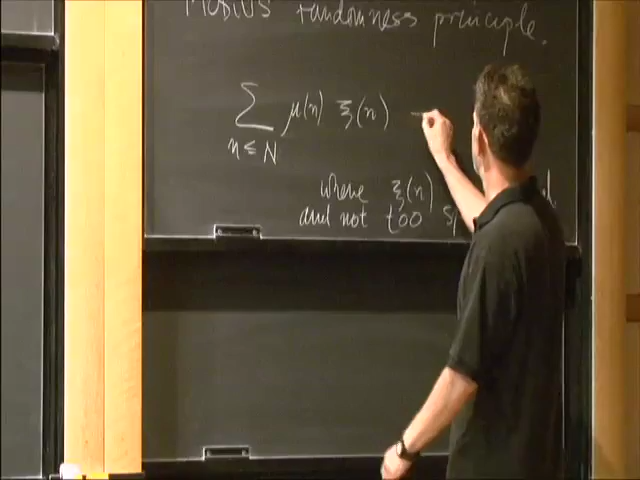 Möbius randomness principle.
∑ μ(n) ξ(n)
n ≤ N
where ξ(n)
and not too